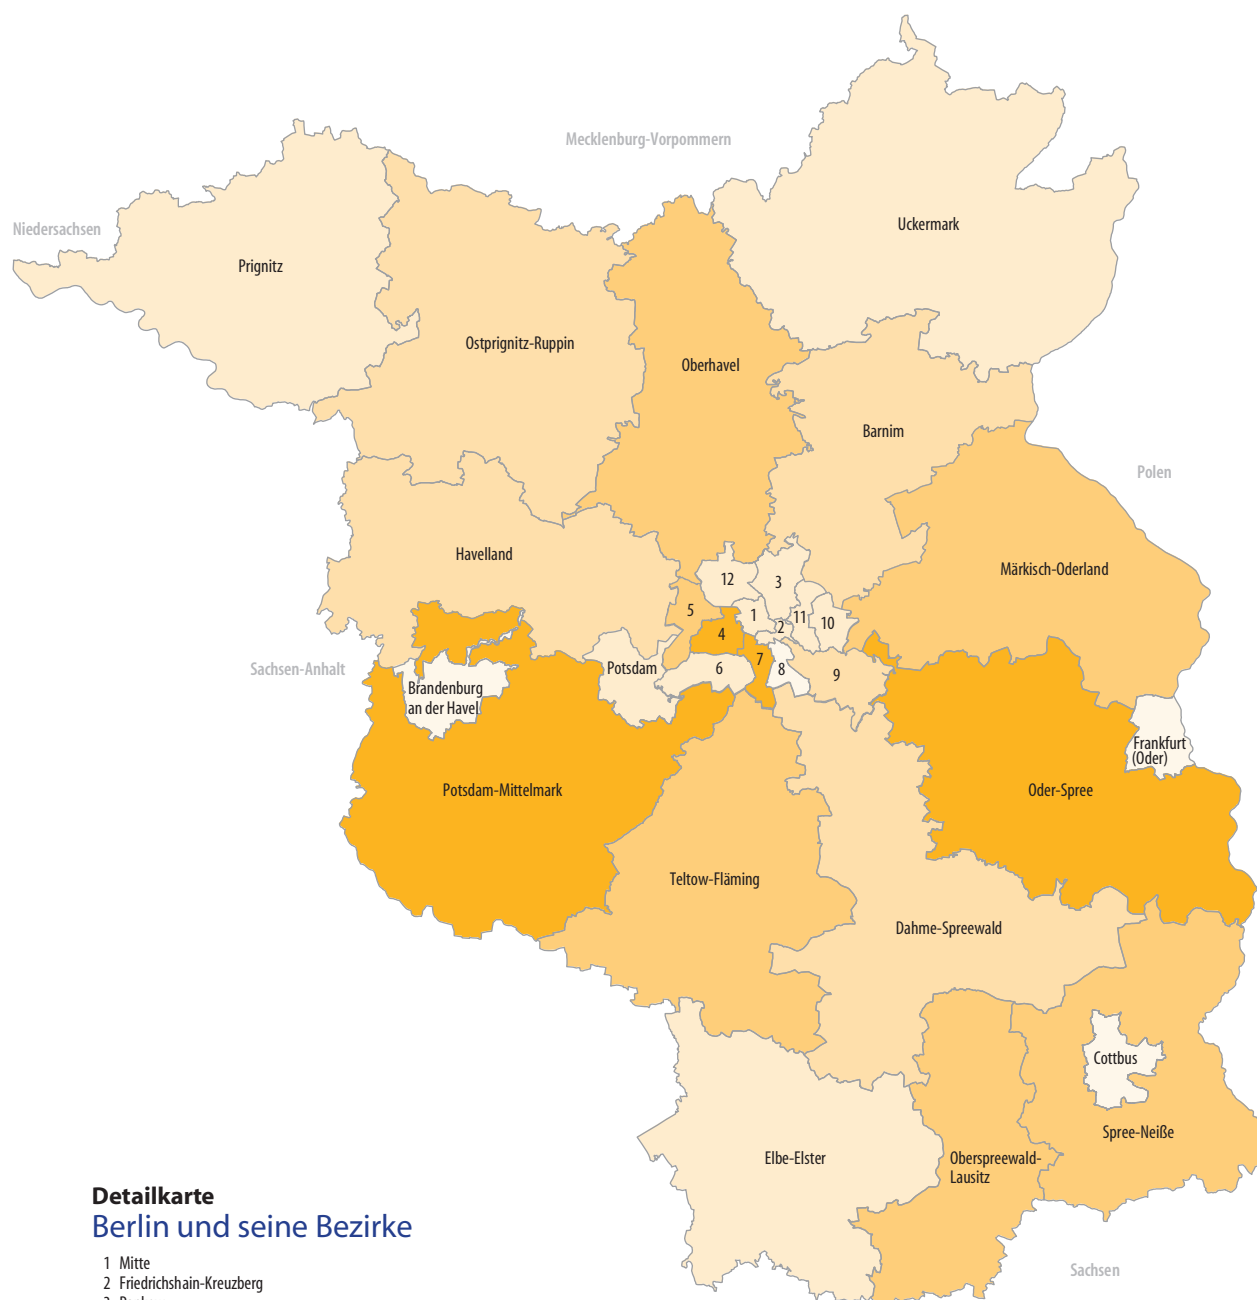 Mecklenburg-Vorpommern
Niedersachsen
Uckermark
Prignitz
Ostprignitz-Ruppin
Oberhavel
Barnim
Polen
Havelland
Märkisch-Oderland
12
3
5
1
11
2
10
4
7
6
8
9
Sachsen-Anhalt
Potsdam
Brandenburg
an der Havel
Frankfurt
(Oder)
Potsdam-Mittelmark
Oder-Spree
Teltow-Fläming
Dahme-Spreewald
Cottbus
Spree-Neiße
Elbe-Elster
Oberspreewald-
Lausitz
Sachsen
Detailkarte
Berlin und seine Bezirke
1 Mitte
2 Friedrichshain-Kreuzberg